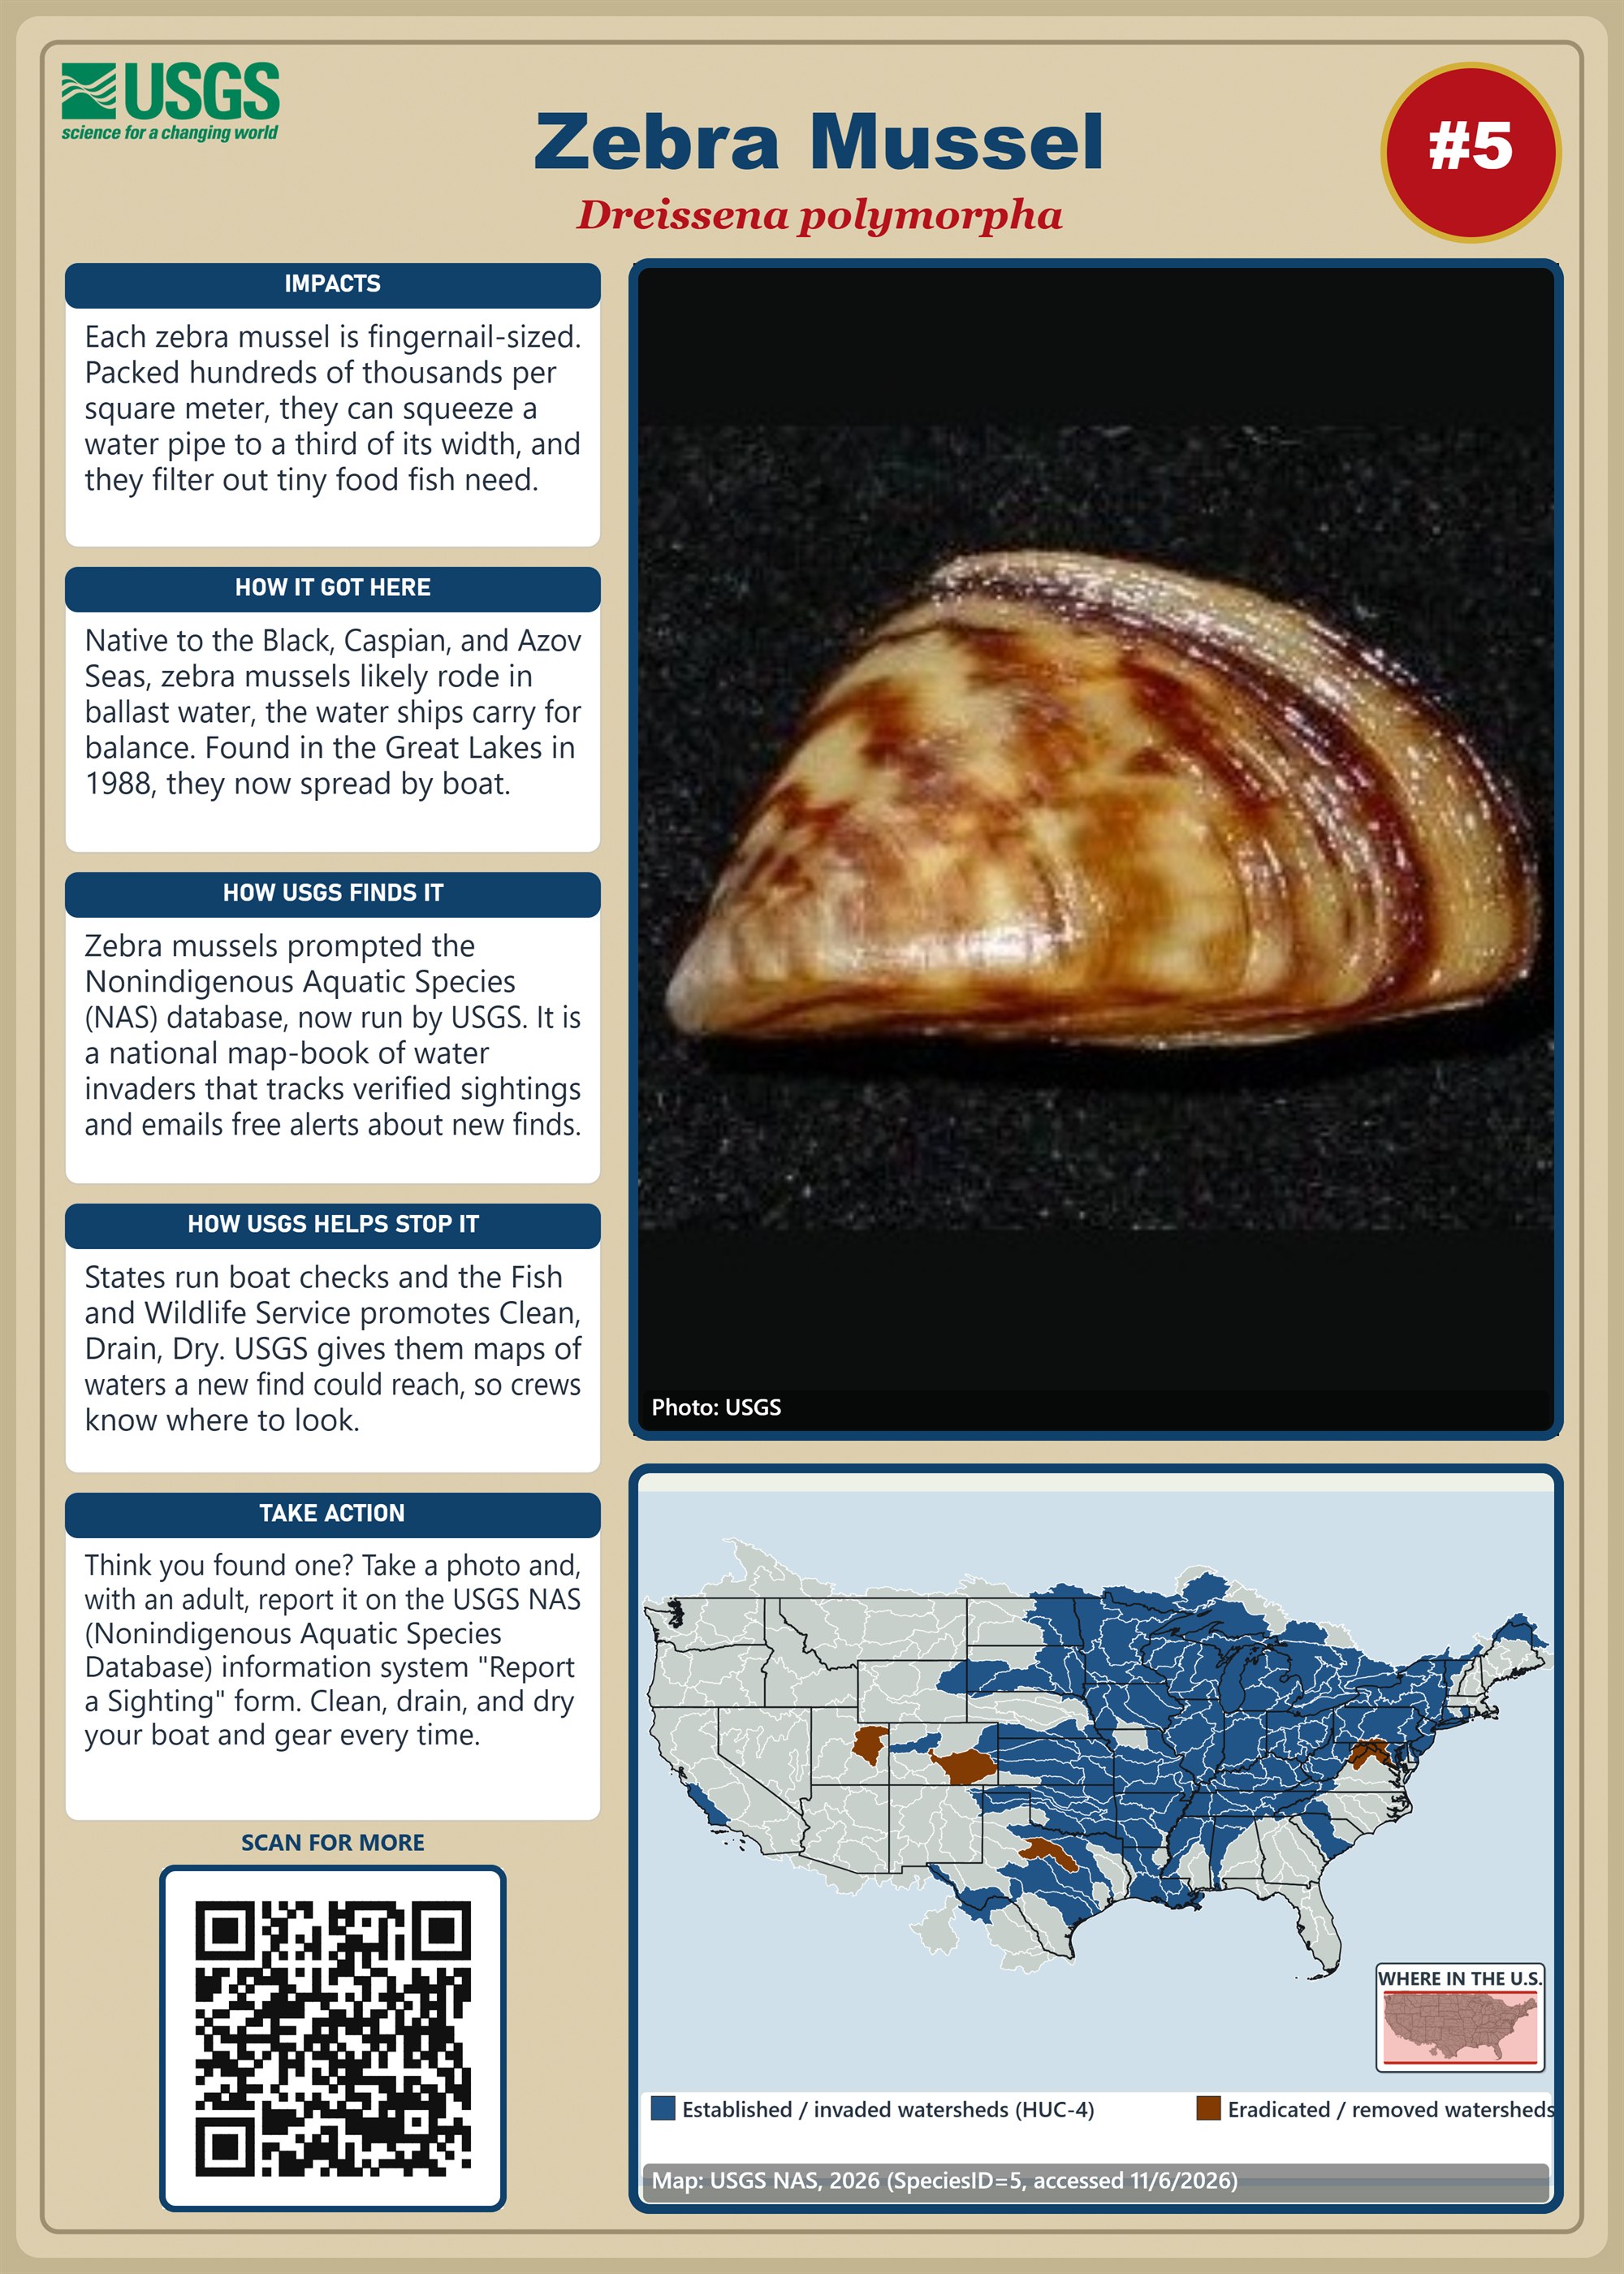 USGS
science for a changing world
Zebra Mussel
Dreissena polymorpha
#5
IMPACTS
Each zebra mussel is fingernail-sized.
Packed hundreds of thousands per
square meter, they can squeeze a
water pipe to a third of its width, and
they filter out tiny food fish need.
HOW IT GOT HERE
Native to the Black, Caspian, and Azov
Seas, zebra mussels likely rode in
ballast water, the water ships carry for
balance. Found in the Great Lakes in
1988, they now spread by boat.
HOW USGS FINDS IT
Zebra mussels prompted the
Nonindigenous Aquatic Species
(NAS) database, now run by USGS. It is
a national map-book of water
invaders that tracks verified sightings
and emails free alerts about new finds.
HOW USGS HELPS STOP IT
States run boat checks and the Fish
and Wildlife Service promotes Clean,
Drain, Dry. USGS gives them maps of
waters a new find could reach, so crews
know where to look.
TAKE ACTION
Think you found one? Take a photo and,
with an adult, report it on the USGS NAS
(Nonindigenous Aquatic Species
Database) information system "Report
a Sighting" form. Clean, drain, and dry
your boat and gear every time.
SCAN FOR MORE
Photo: USGS
WHERE IN THE U.S.
Established / invaded watersheds (HUC-4)
Eradicated / removed watersheds
Map: USGS NAS, 2026 (SpeciesID=5, accessed 11/6/2026)